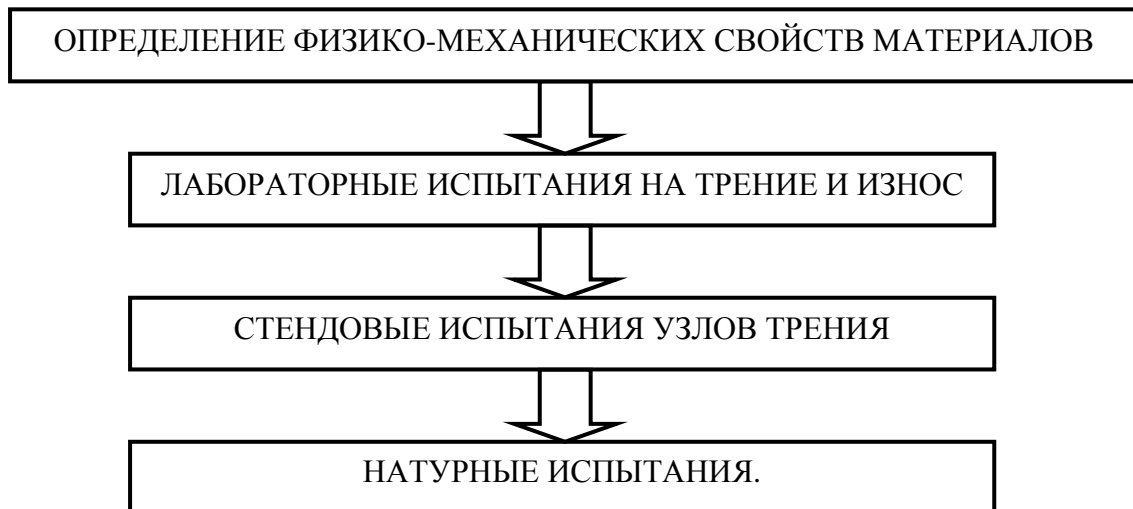 ОПРЕДЕЛЕНИЕ ФИЗИКО-МЕХАНИЧЕСКИХ СВОЙСТВ МАТЕРИАЛОВ
ЛАБОРАТОРНЫЕ ИСПЫТАНИЯ НА ТРЕНИЕ И ИЗНОС
СТЕНДОВЫЕ ИСПЫТАНИЯ УЗЛОВ ТРЕНИЯ
НАТУРНЫЕ ИСПЫТАНИЯ.